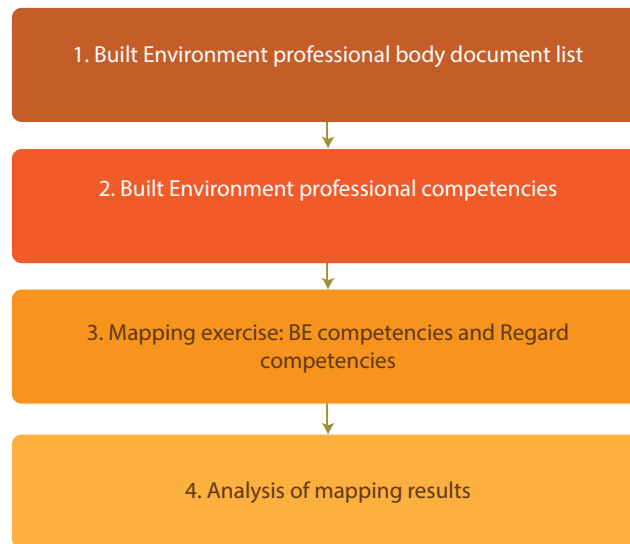 1. Built Environment professional body document list
2. Built Environment professional competencies
3. Mapping exercise: BE competencies and Regard
competencies
4. Analysis of mapping results